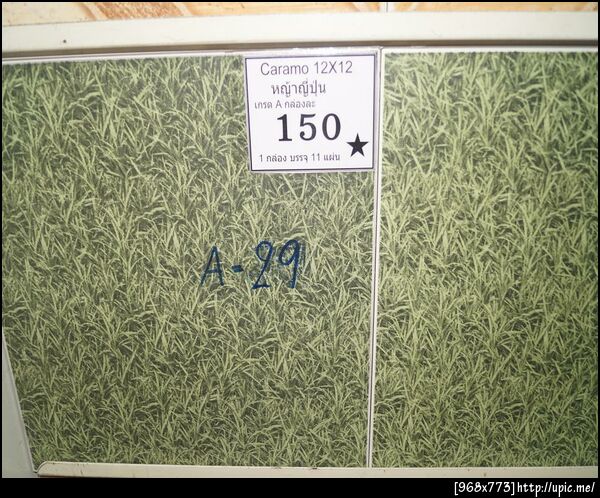 Caramo 12X12
หญ้าญี่ปุ่น
เกรด A กล่องละ
150
1 กล่อง บรรจุ 11 แผ่น
A-29
[968x773]http://upic.me/